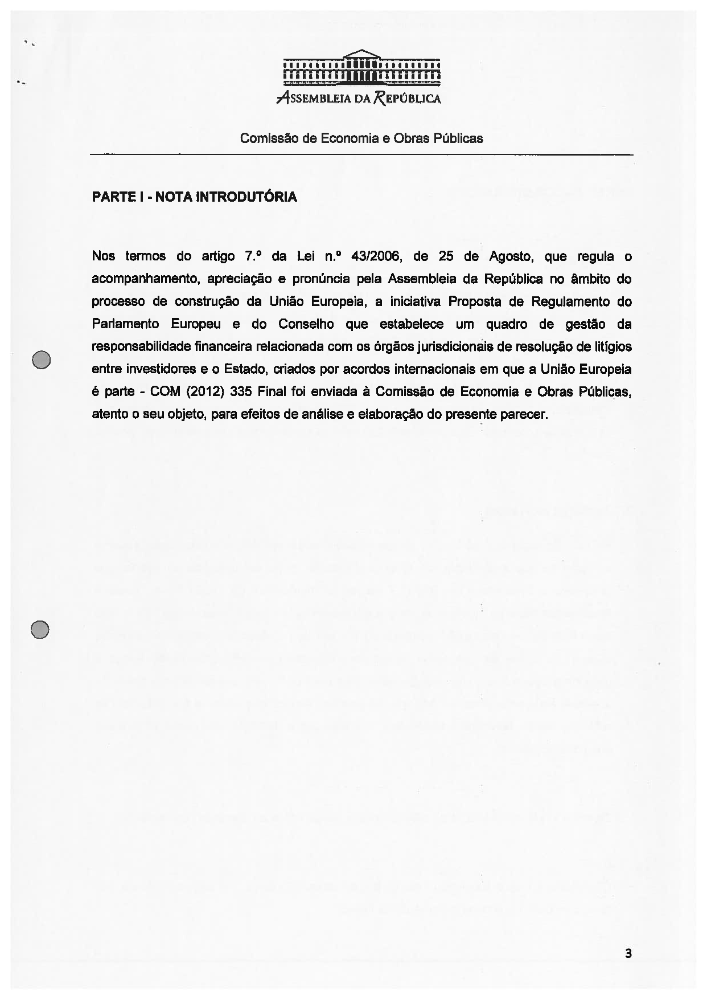 ASSEMBLEIA DA REPÚBLICA
Comissão de Economia e Obras Públicas
PARTE I - NOTA INTRODUTÓRIA
Nos termos do artigo 7.º da Lei n.º 43/2006, de 25 de Agosto, que regula o
acompanhamento, apreciação e pronúncia pela Assembleia da República no âmbito do
processo de construção da União Europeia, a iniciativa Proposta de Regulamento do
Parlamento Europeu e do Conselho que estabelece um quadro de gestão da
responsabilidade financeira relacionada com os órgãos jurisdicionais de resolução de litígios
entre investidores e o Estado, criados por acordos internacionais em que a União Europeia
é parte - COM (2012) 335 Final foi enviada à Comissão de Economia e Obras Públicas,
atento o seu objeto, para efeitos de análise e elaboração do presente parecer.
3